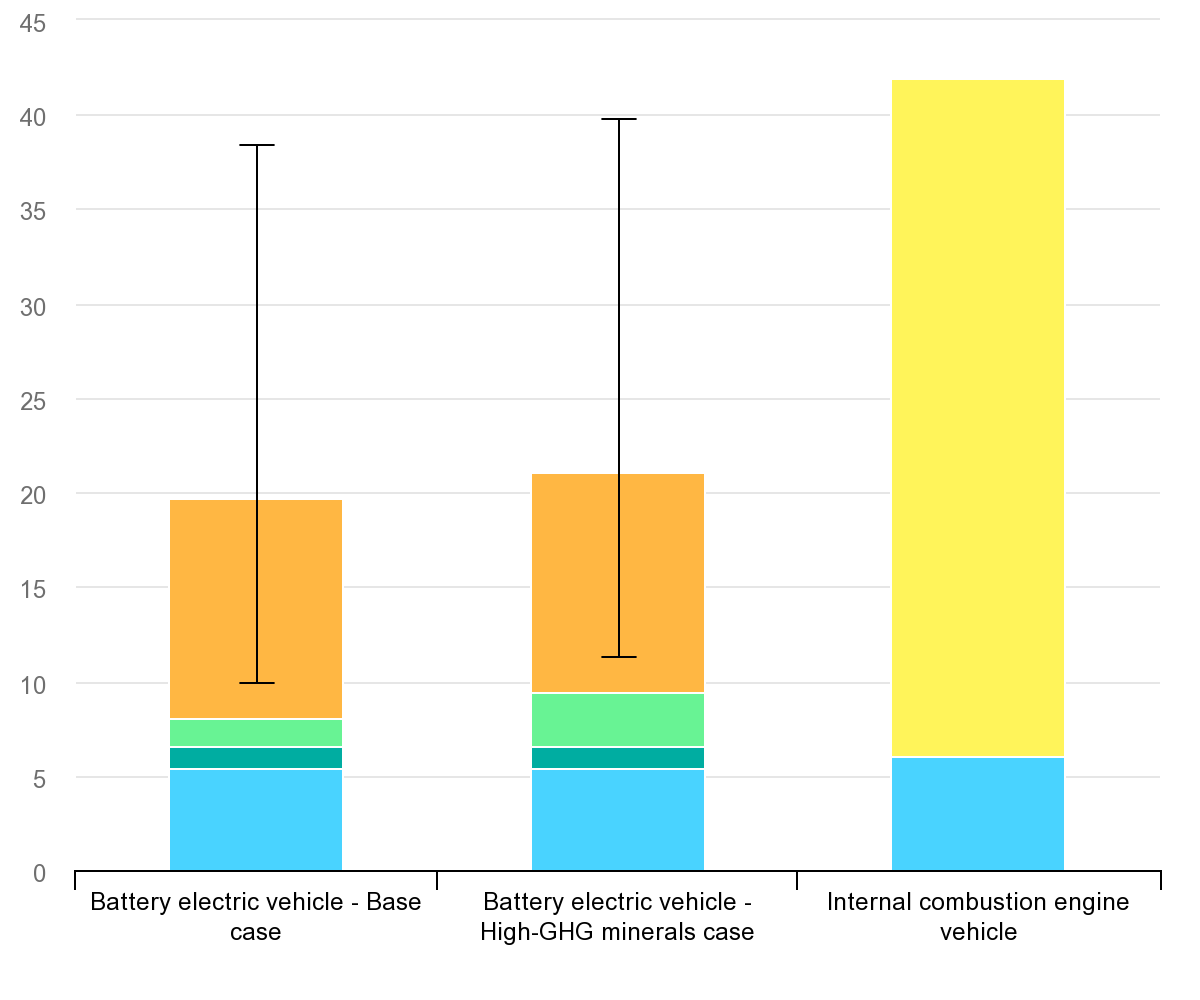 45
40
35
30
25
20
15
10
5
0
Battery electric vehicle - Base
case
Battery electric vehicle -
High-GHG minerals case
Internal combustion engine
vehicle